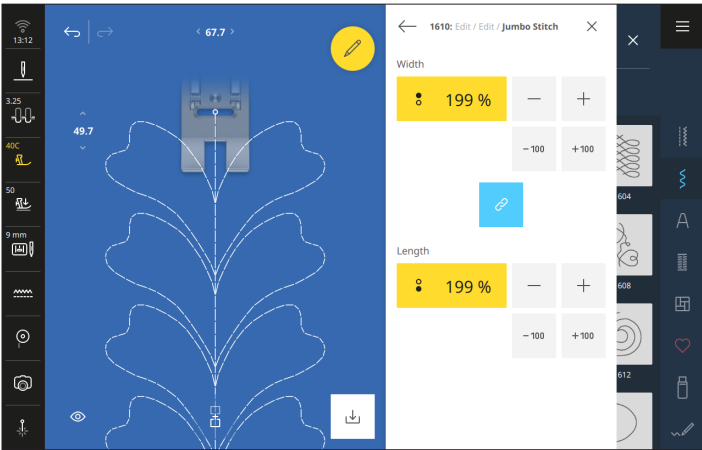 13:12
67.7
1610: Edit / Edit / Jumbo Stitch
Width
3.25
199 %
49.7
-100
+100
40C
50
604
9 mm
Length
199 %
608
-100
+100
612